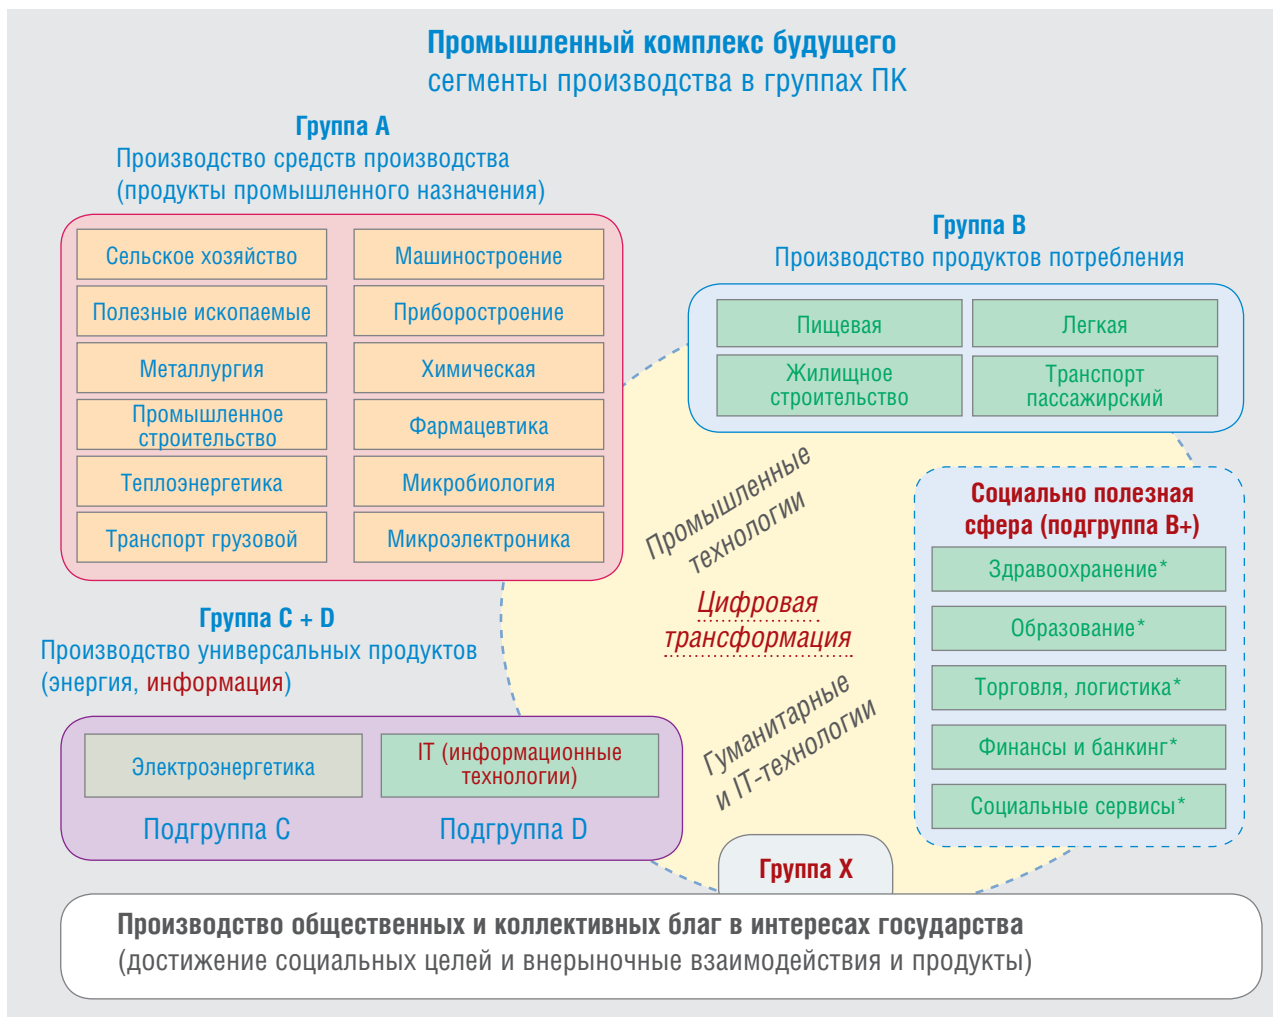 Промышленный комплекс будущего
сегменты производства в группах ПК
Группа А
Производство средств производства
(продукты промышленного назначения)
Сельское хозяйство
Машиностроение
Полезные ископаемые
Приборостроение
Металлургия
Химическая
Промышленное
строительство
Фармацевтика
Теплоэнергетика
Микробиология
Транспорт грузовой
Микроэлектроника
Группа В
Производство продуктов потребления
Пищевая
Легкая
Жилищное
строительство
Транспорт
пассажирский
Социально полезная
сфера (подгруппа В+)
Здравоохранение*
Образование*
Торговля, логистика*
Финансы и банкинг*
Социальные сервисы*
Промышленные
технологии
Цифровая
трансформация
Гуманитарные
и IT-технологии
Группа C + D
Производство универсальных продуктов
(энергия, информация)
Электроэнергетика
IT (информационные
технологии)
Подгруппа C
Подгруппа D
Группа X
Производство общественных и коллективных благ в интересах государства
(достижение социальных целей и внерыночные взаимодействия и продукты)